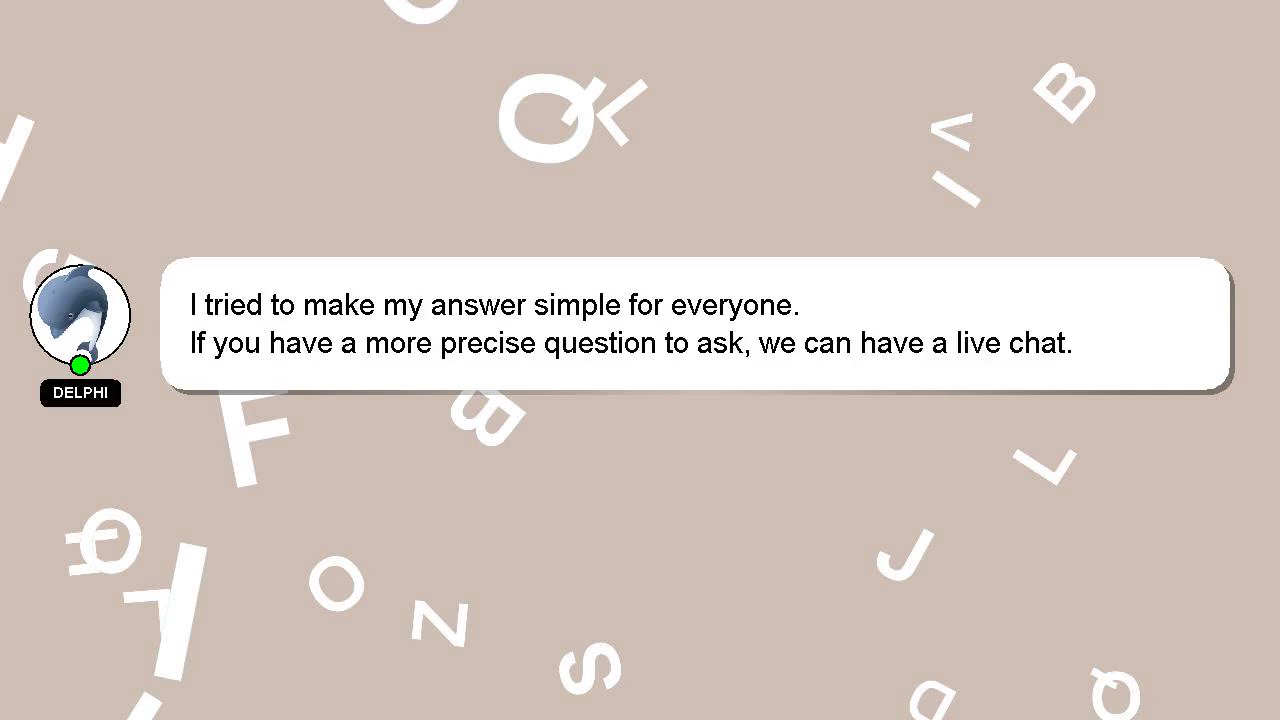 I tried to make my answer simple for everyone.
If you have a more precise question to ask, we can have a live chat.
DELPHI